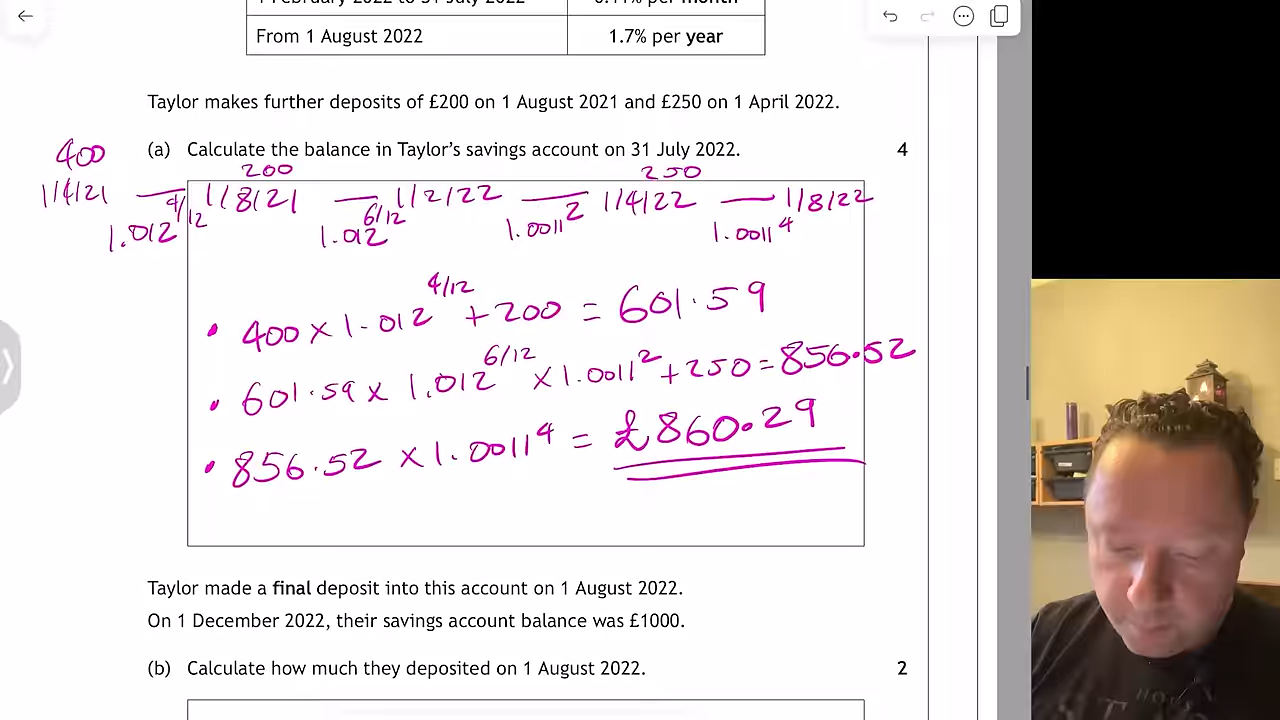 From 1 August 2022 1.7% per year
Taylor makes further deposits of £200 on 1 August 2021 and £250 on 1 April 2022.
(a) Calculate the balance in Taylor's savings account on 31 July 2022. 4
400 200 250
1/4/21 — 1/8/21 — 1/2/22 — 1/4/22 — 1/8/22
1.012^4/12 1.012^6/12 1.0011^2 1.0011^4
• 400 × 1.012^4/12 + 200 = 601.59
• 601.59 × 1.012^6/12 × 1.0011^2 + 250 = 856.52
• 856.52 × 1.0011^4 = £860.29
Taylor made a final deposit into this account on 1 August 2022.
On 1 December 2022, their savings account balance was £1000.
(b) Calculate how much they deposited on 1 August 2022. 2